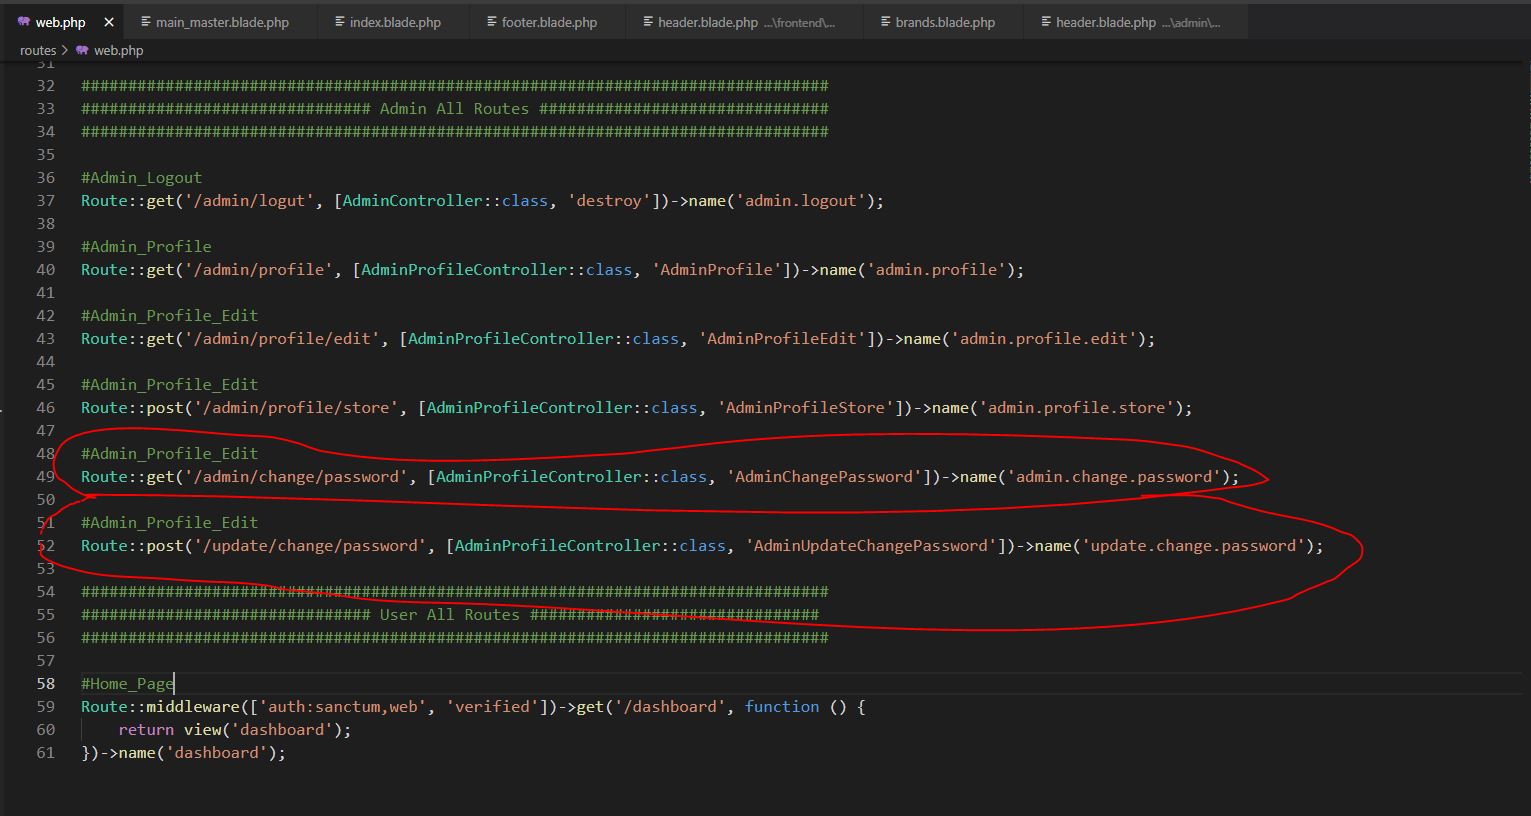 web.php
main_master.blade.php
index.blade.php
footer.blade.php
header.blade.php ...\frontend\...
brands.blade.php
header.blade.php ...\admin\...
routes > web.php
31
32 ################################################################################
33 ############################### Admin All Routes ###############################
34 ################################################################################
35
36 #Admin_Logout
37 Route::get('/admin/logut', [AdminController::class, 'destroy'])->name('admin.logout');
38
39 #Admin_Profile
40 Route::get('/admin/profile', [AdminProfileController::class, 'AdminProfile'])->name('admin.profile');
41
42 #Admin_Profile_Edit
43 Route::get('/admin/profile/edit', [AdminProfileController::class, 'AdminProfileEdit'])->name('admin.profile.edit');
44
45 #Admin_Profile_Edit
46 Route::post('/admin/profile/store', [AdminProfileController::class, 'AdminProfileStore'])->name('admin.profile.store');
47
48 #Admin_Profile_Edit
49 Route::get('/admin/change/password', [AdminProfileController::class, 'AdminChangePassword'])->name('admin.change.password');
50
51 #Admin_Profile_Edit
52 Route::post('/update/change/password', [AdminProfileController::class, 'AdminUpdateChangePassword'])->name('update.change.password');
53
54 ################################################################################
55 ############################### User All Routes ###############################
56 ################################################################################
57
58 #Home_Page
59 Route::middleware(['auth:sanctum,web', 'verified'])->get('/dashboard', function () {
60     return view('dashboard');
61 })->name('dashboard');